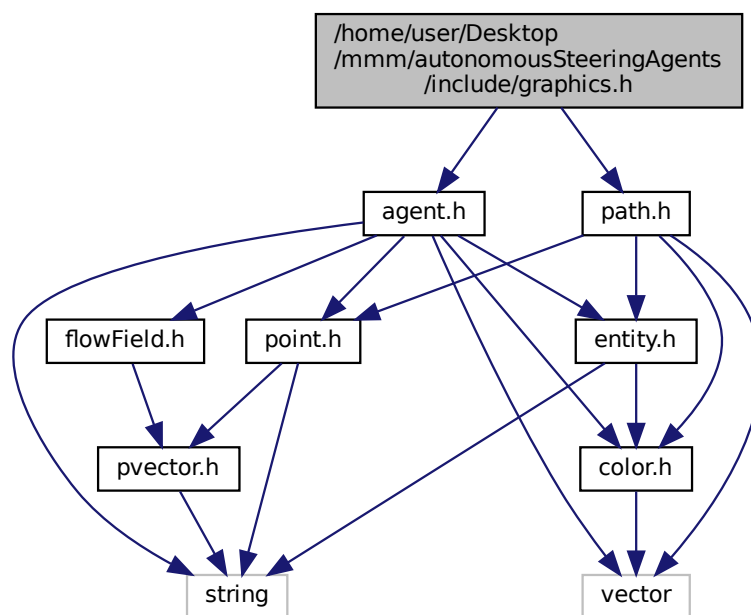 /home/user/Desktop
/mmm/autonomousSteeringAgents
/include/graphics.h
agent.h
path.h
flowField.h
point.h
entity.h
pvector.h
color.h
string
vector